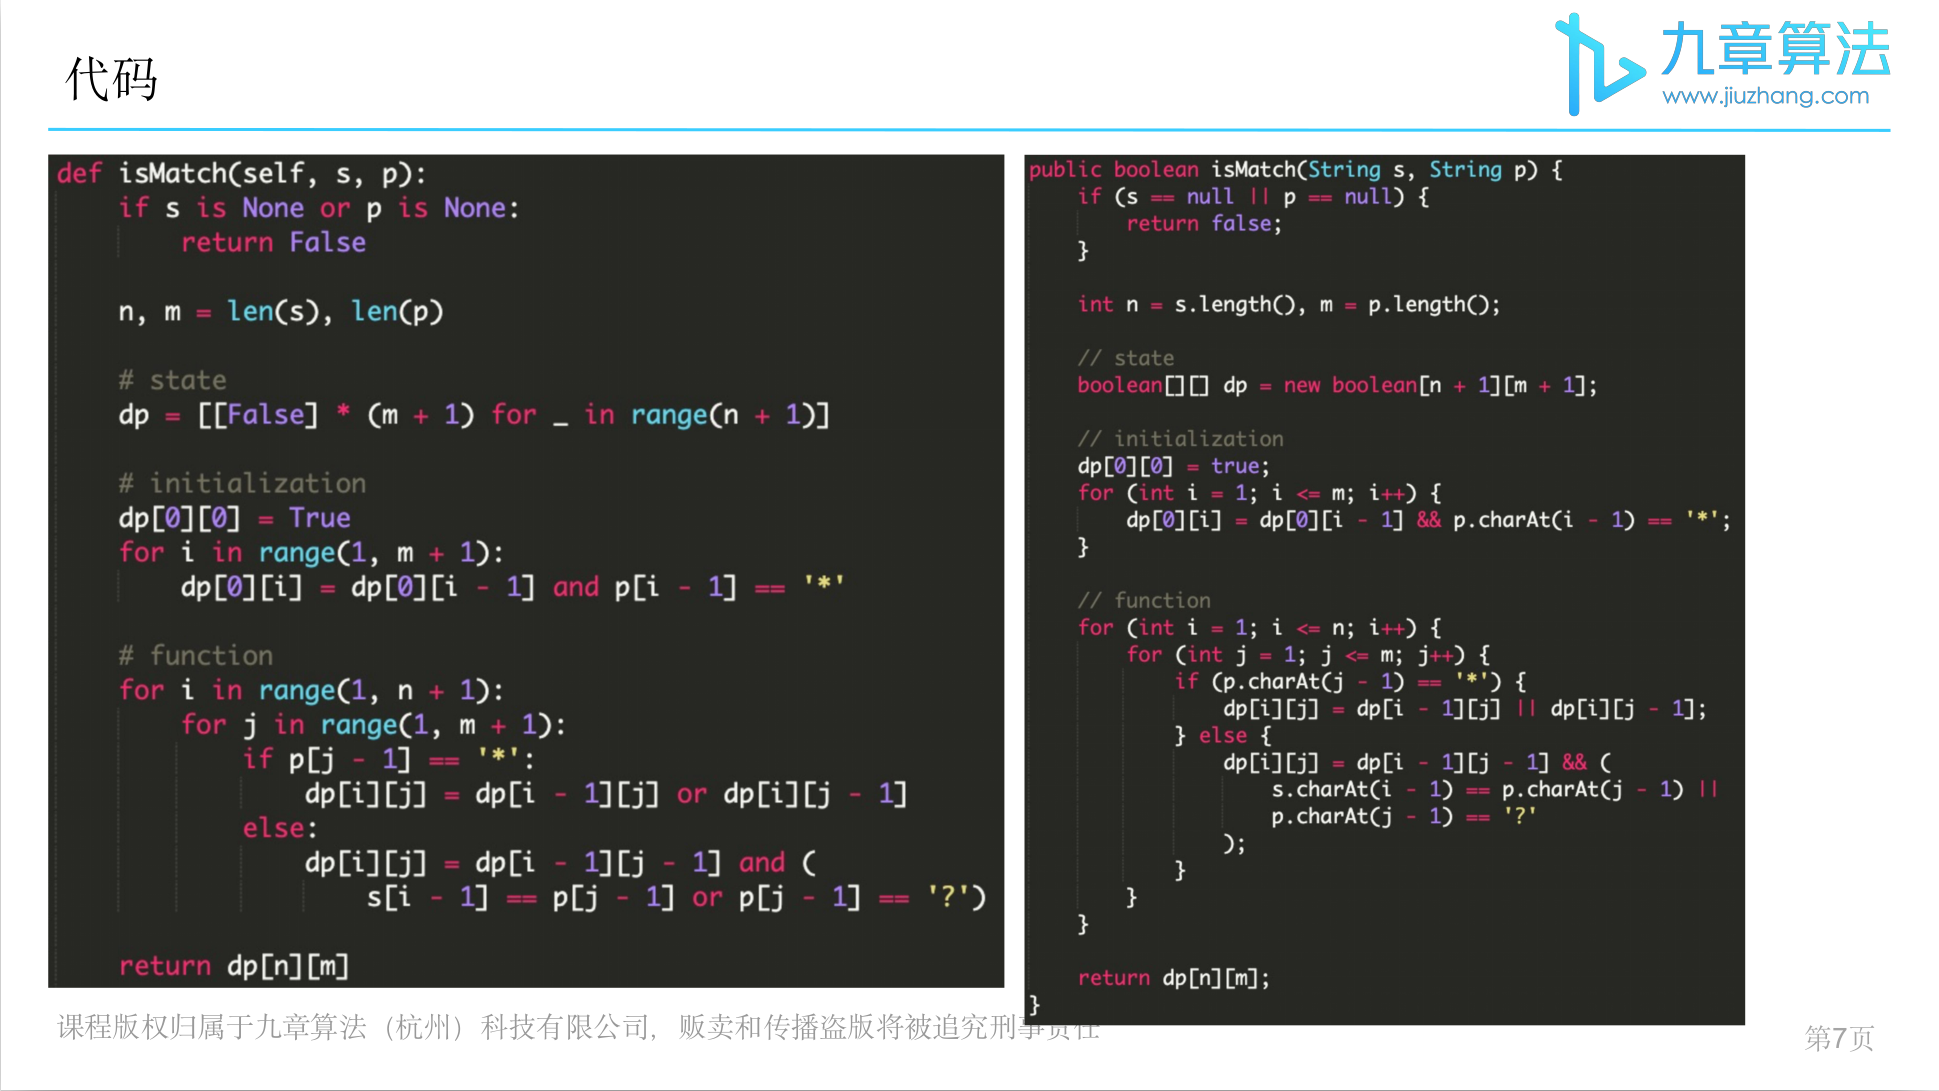 代码
九章算法
www.jiuzhang.com
def isMatch(self, s, p):
    if s is None or p is None:
        return False

    n, m = len(s), len(p)

    # state
    dp = [[False] * (m + 1) for _ in range(n + 1)]

    # initialization
    dp[0][0] = True
    for i in range(1, m + 1):
        dp[0][i] = dp[0][i - 1] and p[i - 1] == '*'

    # function
    for i in range(1, n + 1):
        for j in range(1, m + 1):
            if p[j - 1] == '*':
                dp[i][j] = dp[i - 1][j] or dp[i][j - 1]
            else:
                dp[i][j] = dp[i - 1][j - 1] and (
                    s[i - 1] == p[j - 1] or p[j - 1] == '?')

    return dp[n][m]
public boolean isMatch(String s, String p) {
    if (s == null || p == null) {
        return false;
    }

    int n = s.length(), m = p.length();

    // state
    boolean[][] dp = new boolean[n + 1][m + 1];

    // initialization
    dp[0][0] = true;
    for (int i = 1; i <= m; i++) {
        dp[0][i] = dp[0][i - 1] && p.charAt(i - 1) == '*';
    }

    // function
    for (int i = 1; i <= n; i++) {
        for (int j = 1; j <= m; j++) {
            if (p.charAt(j - 1) == '*') {
                dp[i][j] = dp[i - 1][j] || dp[i][j - 1];
            } else {
                dp[i][j] = dp[i - 1][j - 1] && (
                    s.charAt(i - 1) == p.charAt(j - 1) ||
                    p.charAt(j - 1) == '?'
                );
            }
        }
    }

    return dp[n][m];
}
课程版权归属于九章算法（杭州）科技有限公司，贩卖和传播盗版将被追究刑事责任
第7页